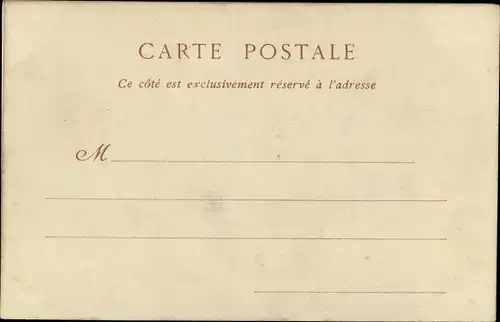 CARTE POSTALE
Ce côté est exclusivement réservé à l'adresse
M